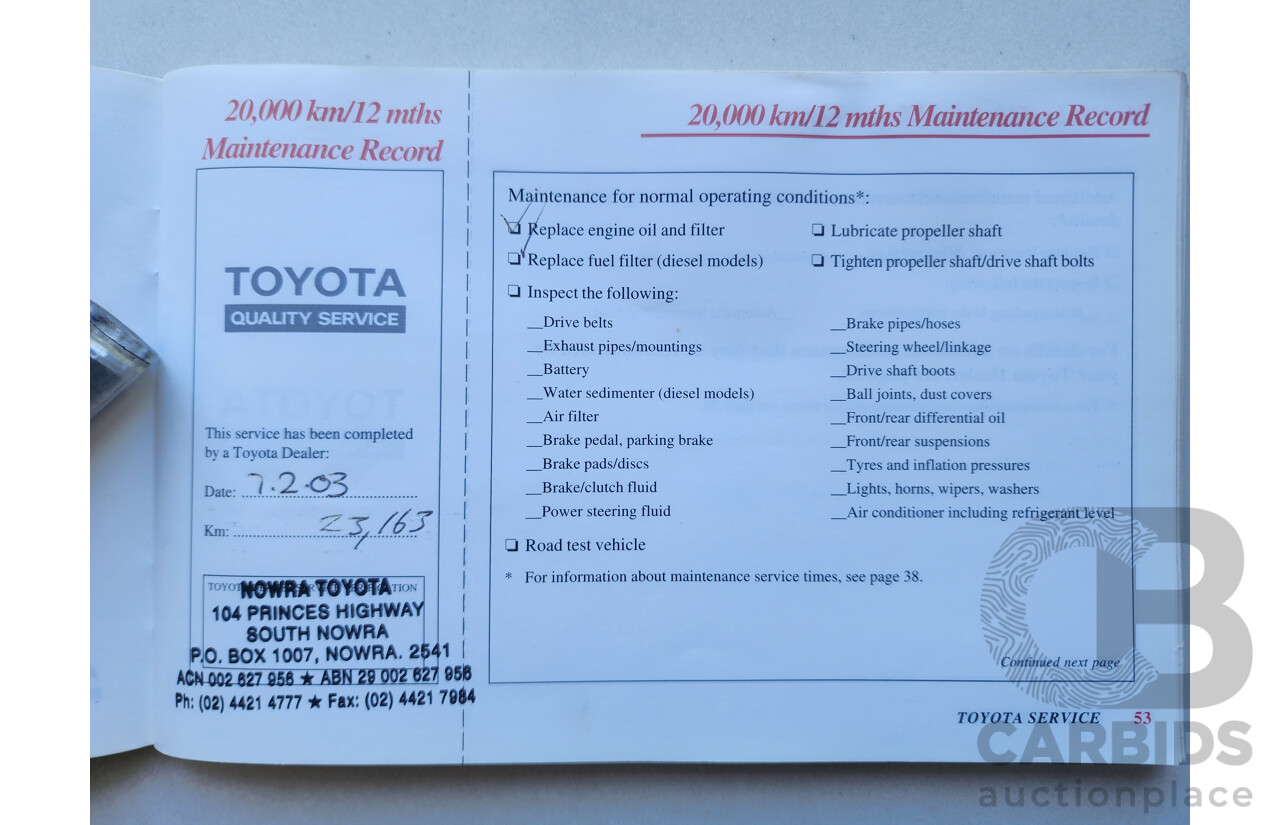 20,000 km/12 mths
Maintenance Record
TOYOTA
QUALITY SERVICE
This service has been completed
by a Toyota Dealer:
Date: 7.2.03
Km: 23,163
NOWRA TOYOTA
104 PRINCES HIGHWAY
SOUTH NOWRA
P.O. BOX 1007, NOWRA. 2541
ACN 002 627 956 ★ ABN 29 002 627 956
Ph: (02) 4421 4777 ★ Fax: (02) 4421 7984
20,000 km/12 mths Maintenance Record
Maintenance for normal operating conditions*:
Replace engine oil and filter
Replace fuel filter (diesel models)
Inspect the following:
__Drive belts
__Exhaust pipes/mountings
__Battery
__Water sedimenter (diesel models)
__Air filter
__Brake pedal, parking brake
__Brake pads/discs
__Brake/clutch fluid
__Power steering fluid
Road test vehicle
Lubricate propeller shaft
Tighten propeller shaft/drive shaft bolts
__Brake pipes/hoses
__Steering wheel/linkage
__Drive shaft boots
__Ball joints, dust covers
__Front/rear differential oil
__Front/rear suspensions
__Tyres and inflation pressures
__Lights, horns, wipers, washers
__Air conditioner including refrigerant level
* For information about maintenance service times, see page 38.
Continued next page
TOYOTA SERVICE 53
CB
CARBIDS
auctionplace